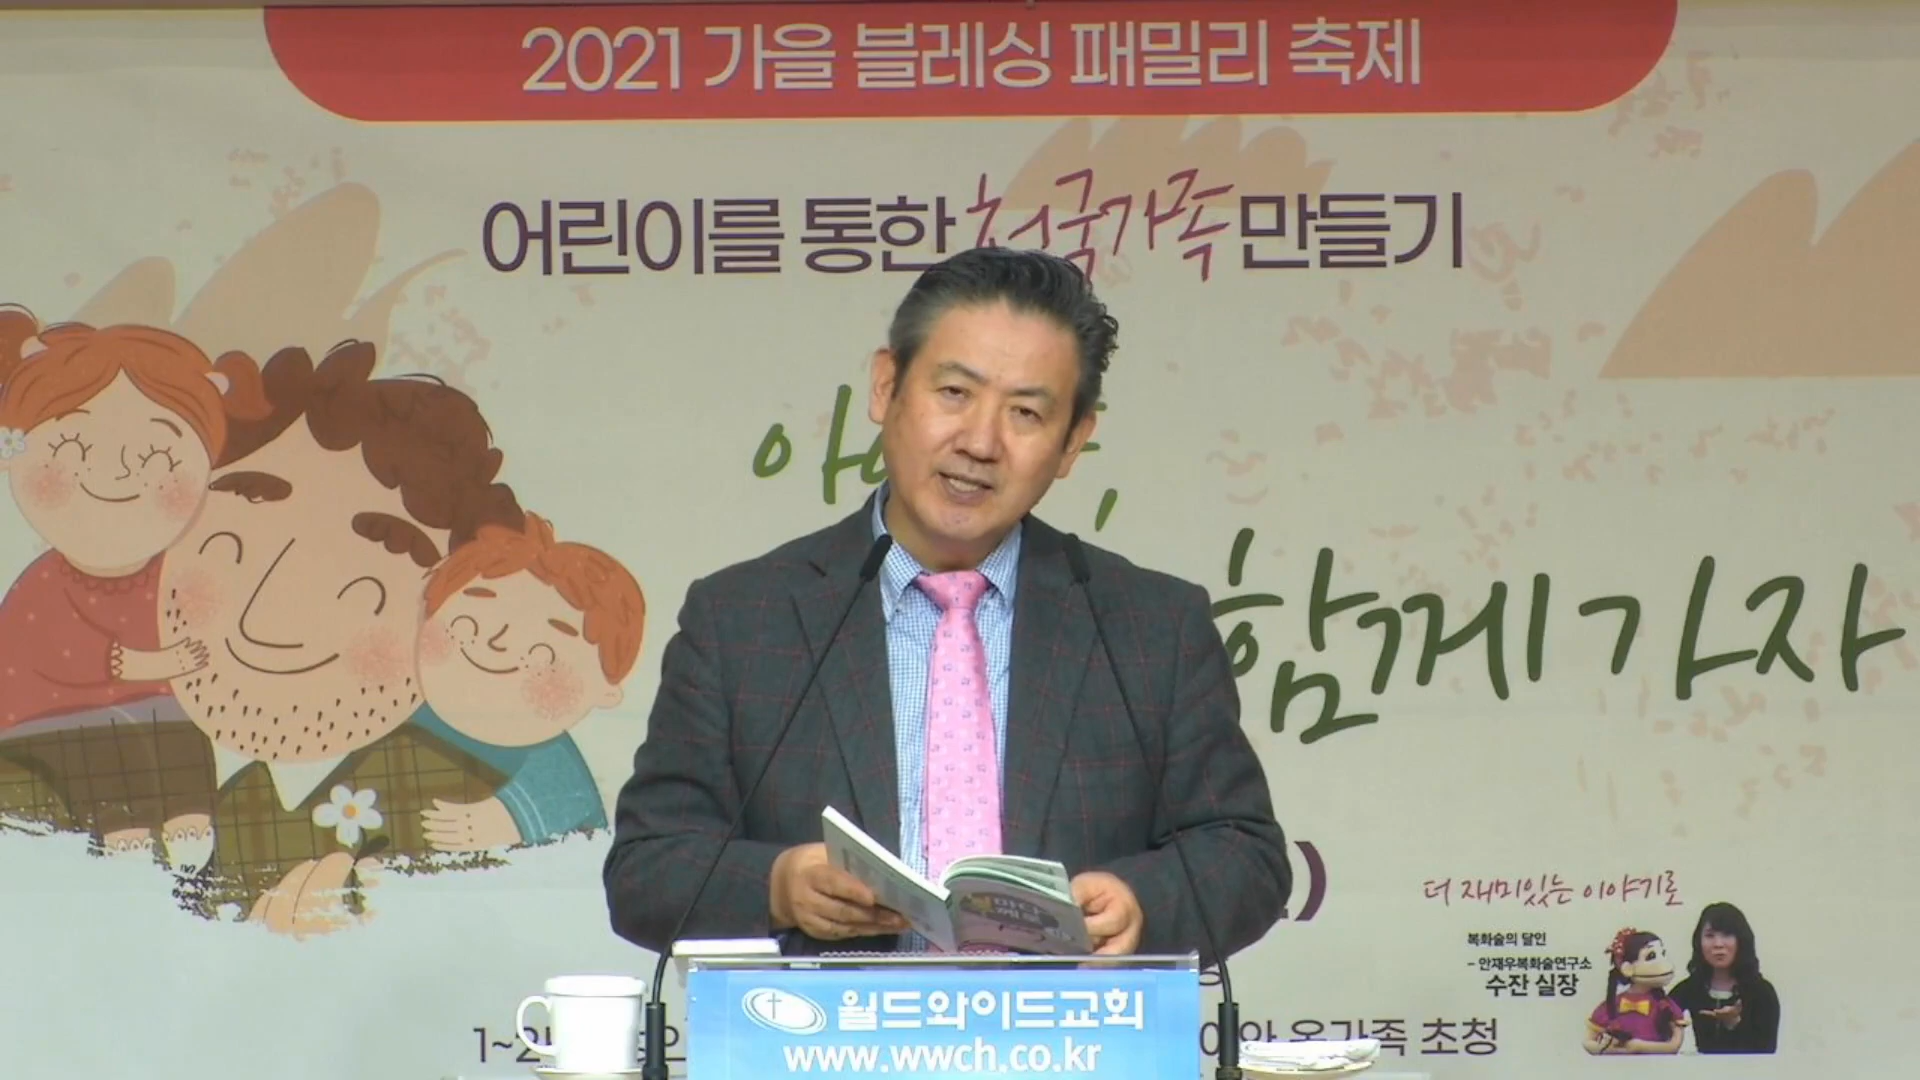 2021 가을 블레싱 패밀리 축제
어린이를 통한 천국가족 만들기
함께 가자
더 재미있는 이야기로
복화술의 달인
- 안재우복화술연구소
수잔 실장
온가족 초청
월드와이드교회
www.wwch.co.kr